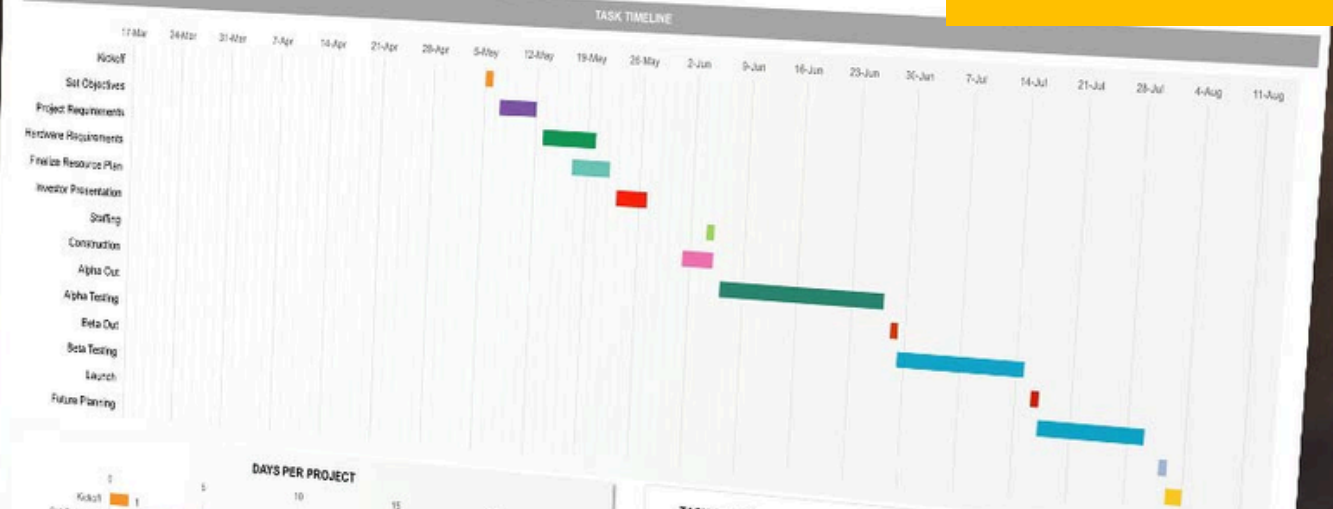 TASK TIMELINE
17-Mar 24-Mar 31-Mar 7-Apr 14-Apr 21-Apr 28-Apr 5-May 12-May 19-May 26-May 2-Jun 9-Jun 16-Jun 23-Jun 30-Jun 7-Jul 14-Jul 21-Jul 28-Jul 4-Aug 11-Aug
Kickoff
Set Objectives
Project Requirements
Hardware Requirements
Finalize Resource Plan
Investor Presentation
Staffing
Construction
Alpha Out
Alpha Testing
Beta Out
Beta Testing
Launch
Future Planning
DAYS PER PROJECT
0 5 10 15
Kickoff 1